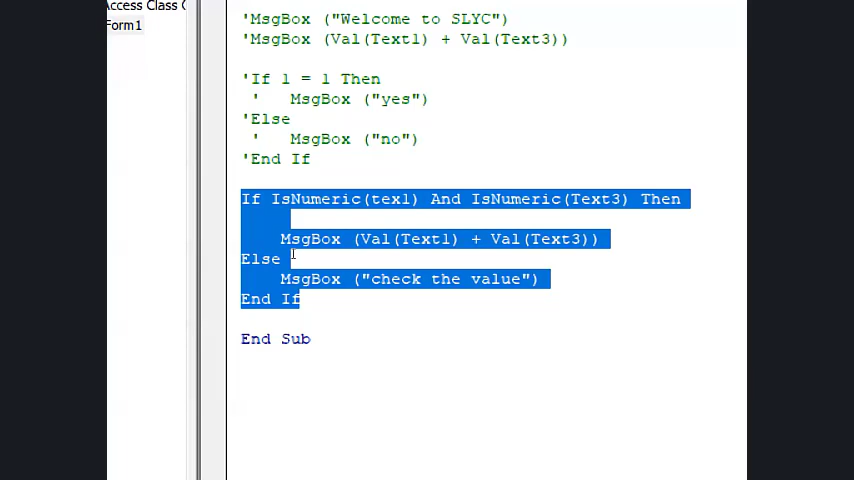 Access Class (
Form1
'MsgBox ("Welcome to SLYC")
'MsgBox (Val(Text1) + Val(Text3))
'If 1 = 1 Then
'   MsgBox ("yes")
'Else
'   MsgBox ("no")
'End If
If IsNumeric(tex1) And IsNumeric(Text3) Then
MsgBox (Val(Text1) + Val(Text3))
Else
MsgBox ("check the value")
End If
End Sub